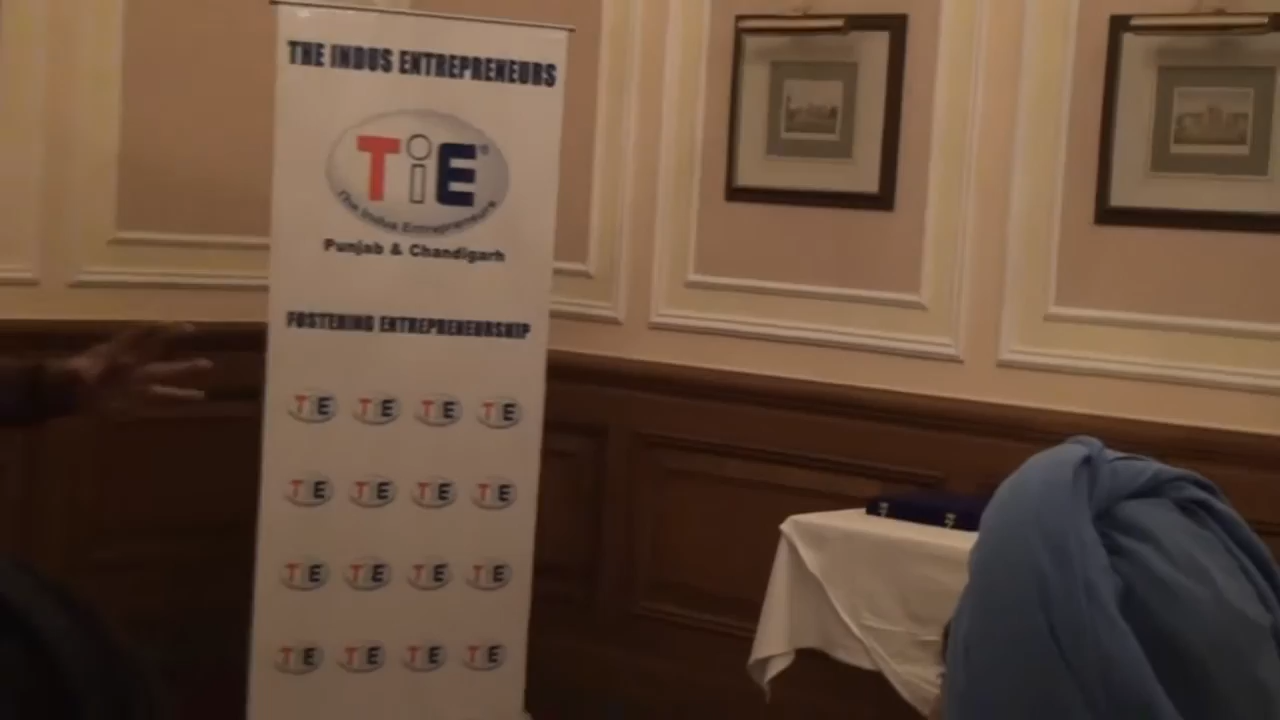 THE INDUS ENTREPRENEURS
TiE®
The Indus Entrepreneurs
Punjab & Chandigarh
FOSTERING ENTREPRENEURSHIP
TiE TiE TiE TiE
TiE TiE TiE TiE
TiE TiE TiE TiE
TiE TiE TiE TiE